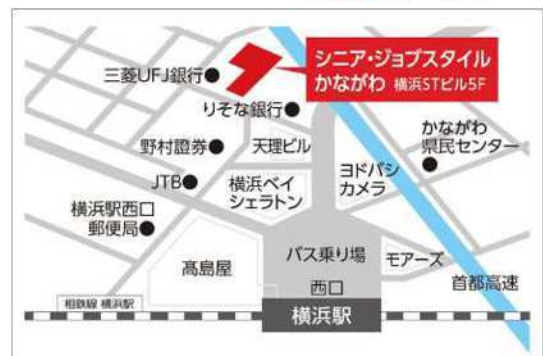 シニア・ジョブスタイル
かながわ 横浜STビル5F
三菱UFJ銀行
りそな銀行
かながわ
県民センター
野村證券
天理ビル
ヨドバシ
カメラ
JTB
横浜ベイ
シェラトン
横浜駅西口
郵便局
髙島屋
バス乗り場
モアーズ
西口
首都高速
相鉄線 横浜駅
横浜駅